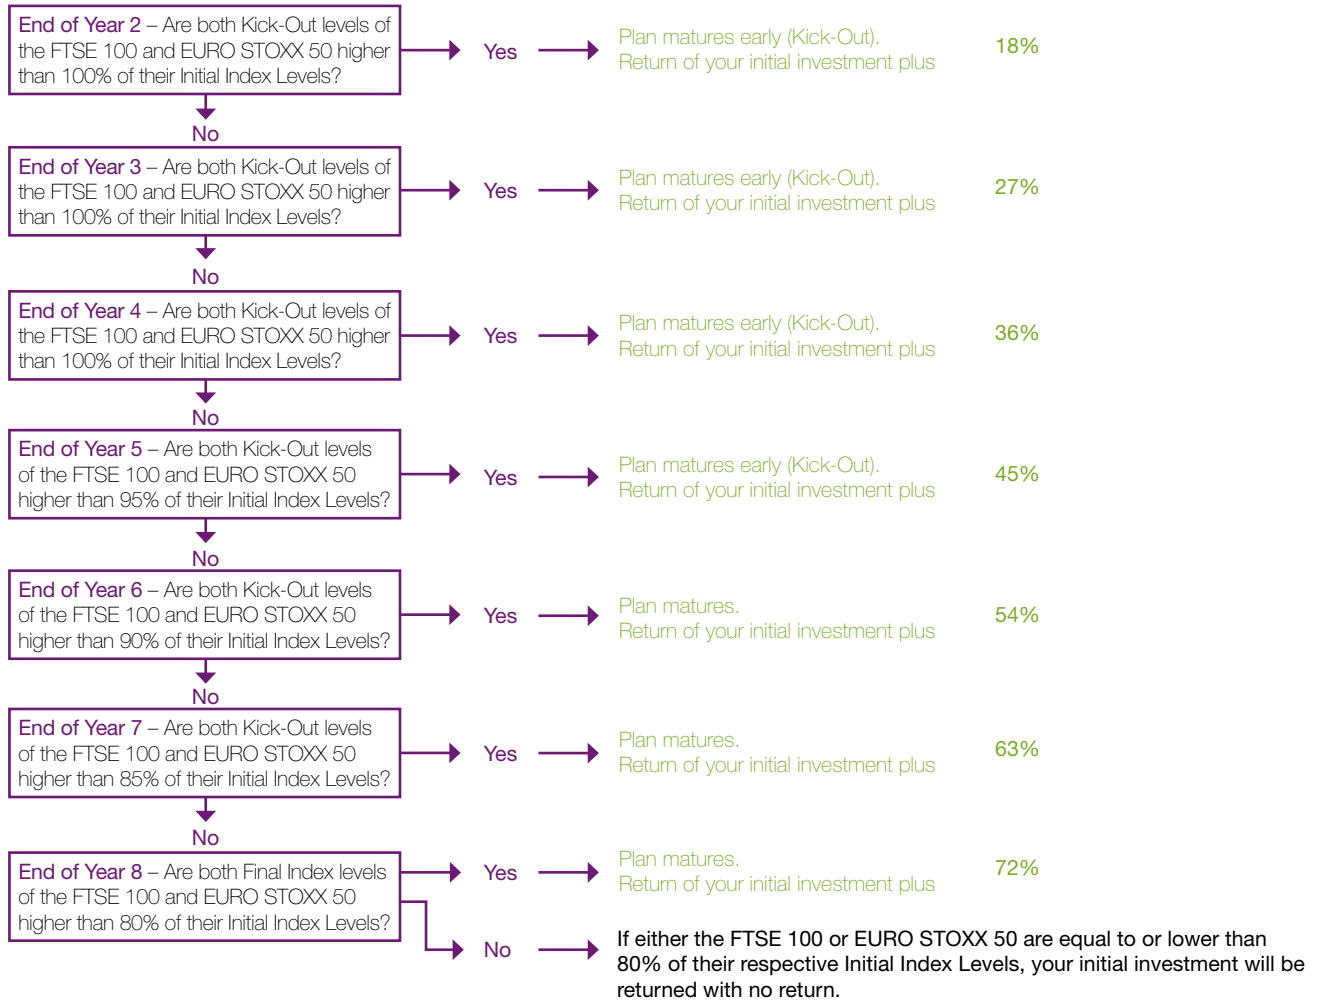 End of Year 2 – Are both Kick-Out levels of
the FTSE 100 and EURO STOXX 50 higher
than 100% of their Initial Index Levels?
Yes
Plan matures early (Kick-Out).
Return of your initial investment plus
18%
No
End of Year 3 – Are both Kick-Out levels of
the FTSE 100 and EURO STOXX 50 higher
than 100% of their Initial Index Levels?
Yes
Plan matures early (Kick-Out).
Return of your initial investment plus
27%
No
End of Year 4 – Are both Kick-Out levels of
the FTSE 100 and EURO STOXX 50 higher
than 100% of their Initial Index Levels?
Yes
Plan matures early (Kick-Out).
Return of your initial investment plus
36%
No
End of Year 5 – Are both Kick-Out levels
of the FTSE 100 and EURO STOXX 50
higher than 95% of their Initial Index Levels?
Yes
Plan matures early (Kick-Out).
Return of your initial investment plus
45%
No
End of Year 6 – Are both Kick-Out levels
of the FTSE 100 and EURO STOXX 50
higher than 90% of their Initial Index Levels?
Yes
Plan matures.
Return of your initial investment plus
54%
No
End of Year 7 – Are both Kick-Out levels
of the FTSE 100 and EURO STOXX 50
higher than 85% of their Initial Index Levels?
Yes
Plan matures.
Return of your initial investment plus
63%
No
End of Year 8 – Are both Final Index levels
of the FTSE 100 and EURO STOXX 50
higher than 80% of their Initial Index Levels?
Yes
Plan matures.
Return of your initial investment plus
72%
No
If either the FTSE 100 or EURO STOXX 50 are equal to or lower than
80% of their respective Initial Index Levels, your initial investment will be
returned with no return.